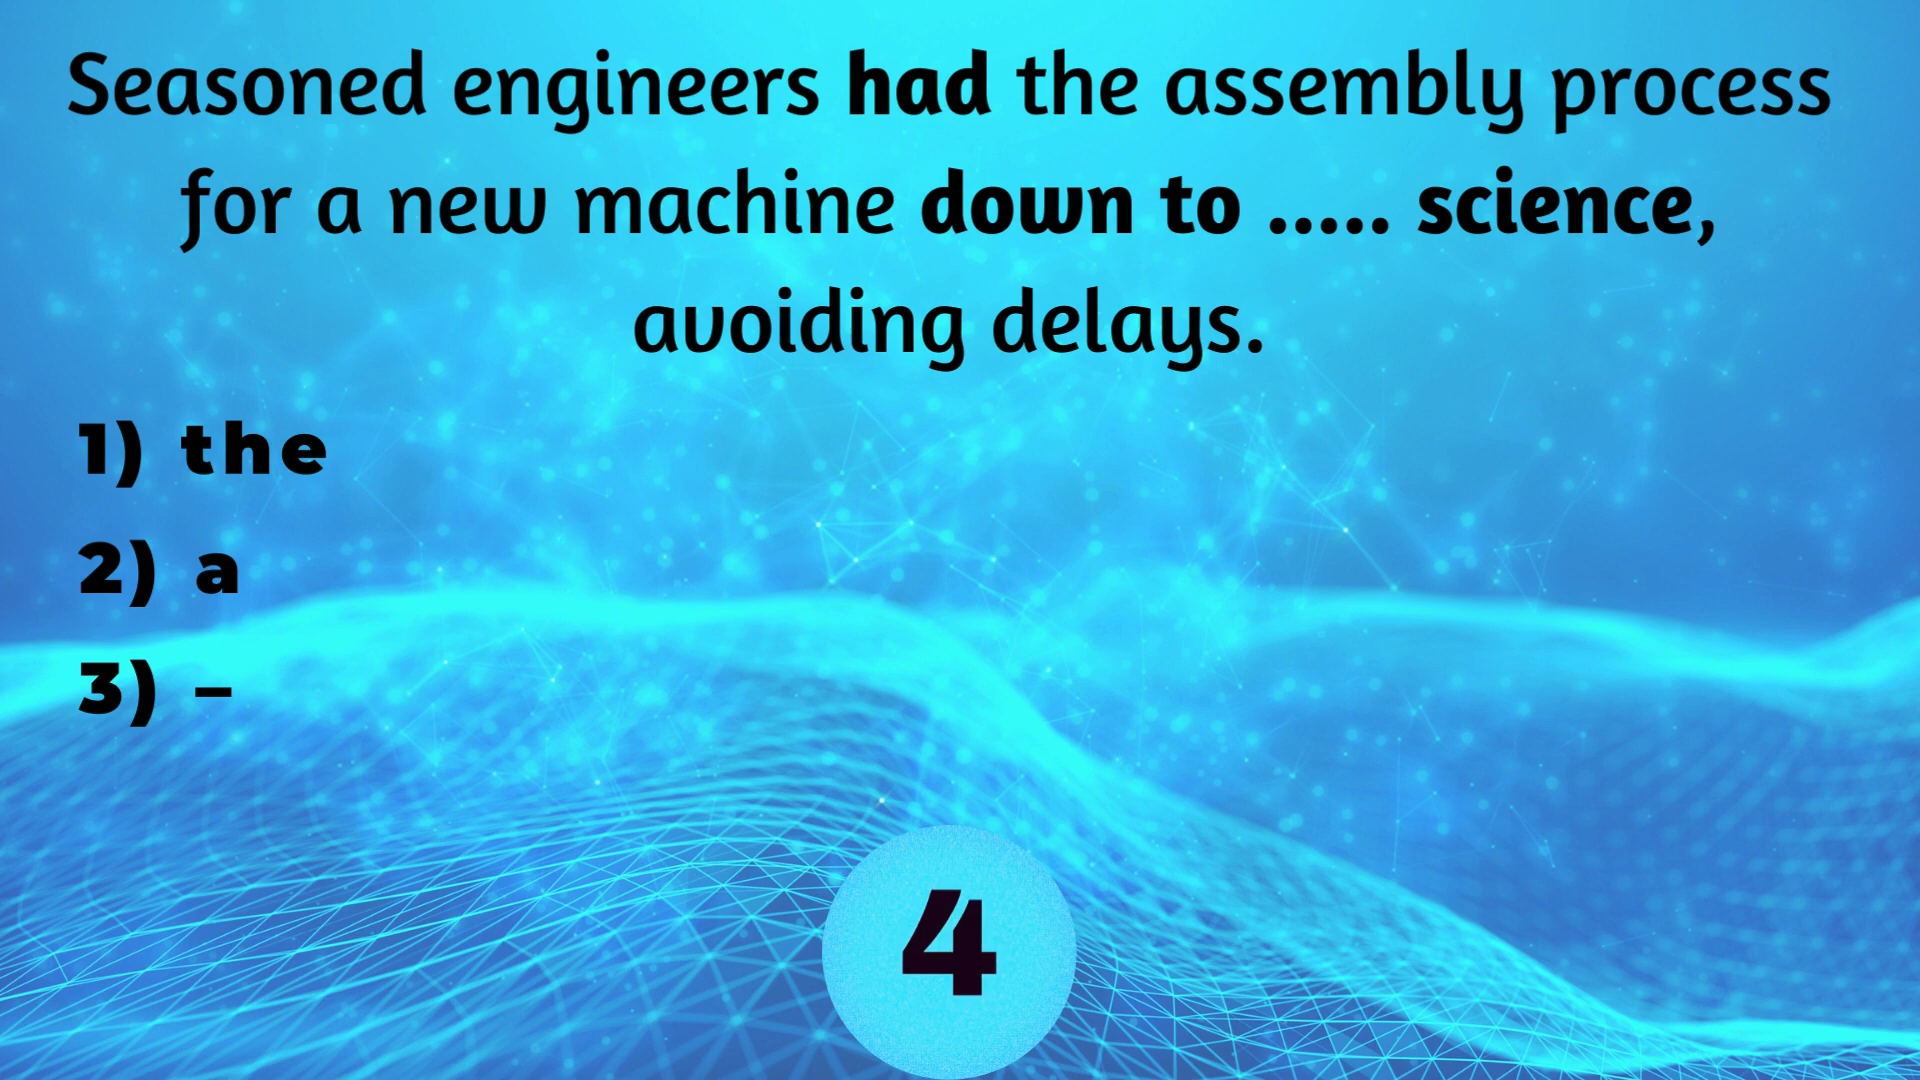 Seasoned engineers had the assembly process
for a new machine down to ..... science,
avoiding delays.
1) the
2) a
3) –
4